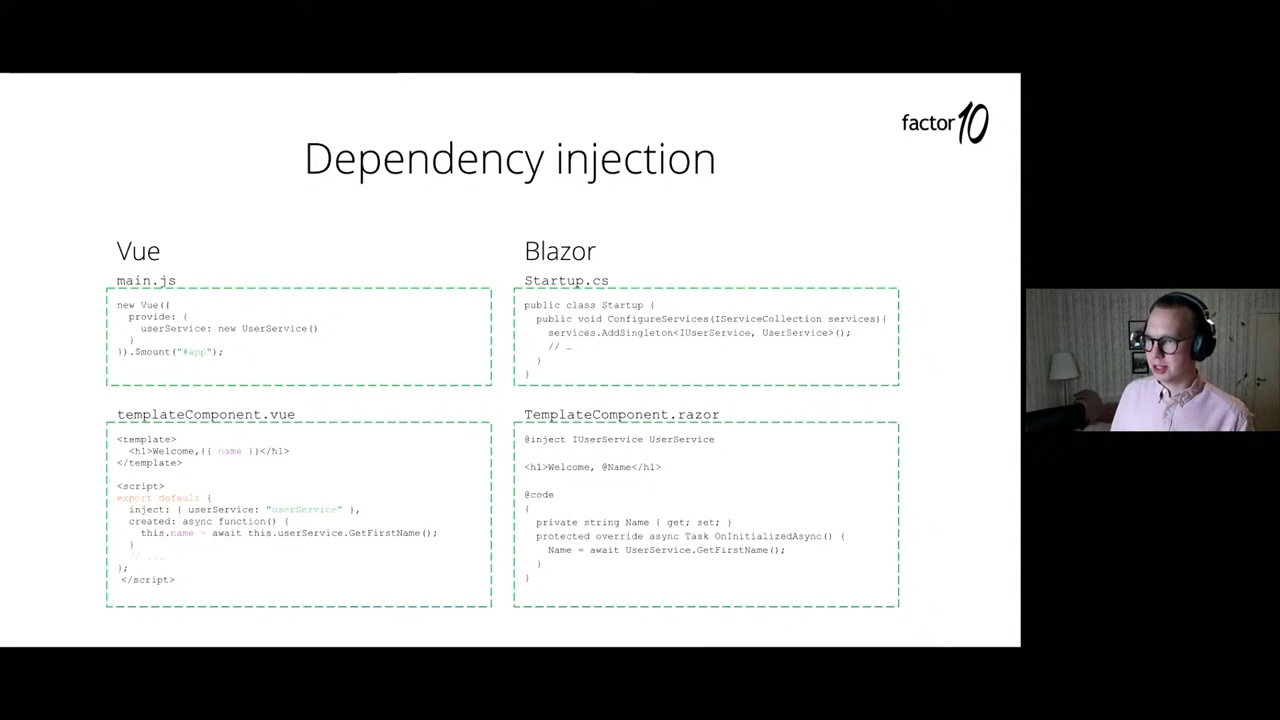 factor10
Dependency injection
Vue
main.js
new Vue({
  provide: {
    userService: new UserService()
  }
}).$mount("#app");
templateComponent.vue
<template>
  <h1>Welcome,{{ name }}</h1>
</template>
<script>
export default {
  inject: { userService: "userService" },
  created: async function() {
    this.name = await this.userService.GetFirstName();
  }
  // ...
};
</script>
Blazor
Startup.cs
public class Startup {
  public void ConfigureServices(IServiceCollection services){
    services.AddSingleton<IUserService, UserService>();
    // …
  }
}
TemplateComponent.razor
@inject IUserService UserService
<h1>Welcome, @Name</h1>
@code
{
  private string Name { get; set; }
  protected override async Task OnInitializedAsync() {
    Name = await UserService.GetFirstName();
  }
}